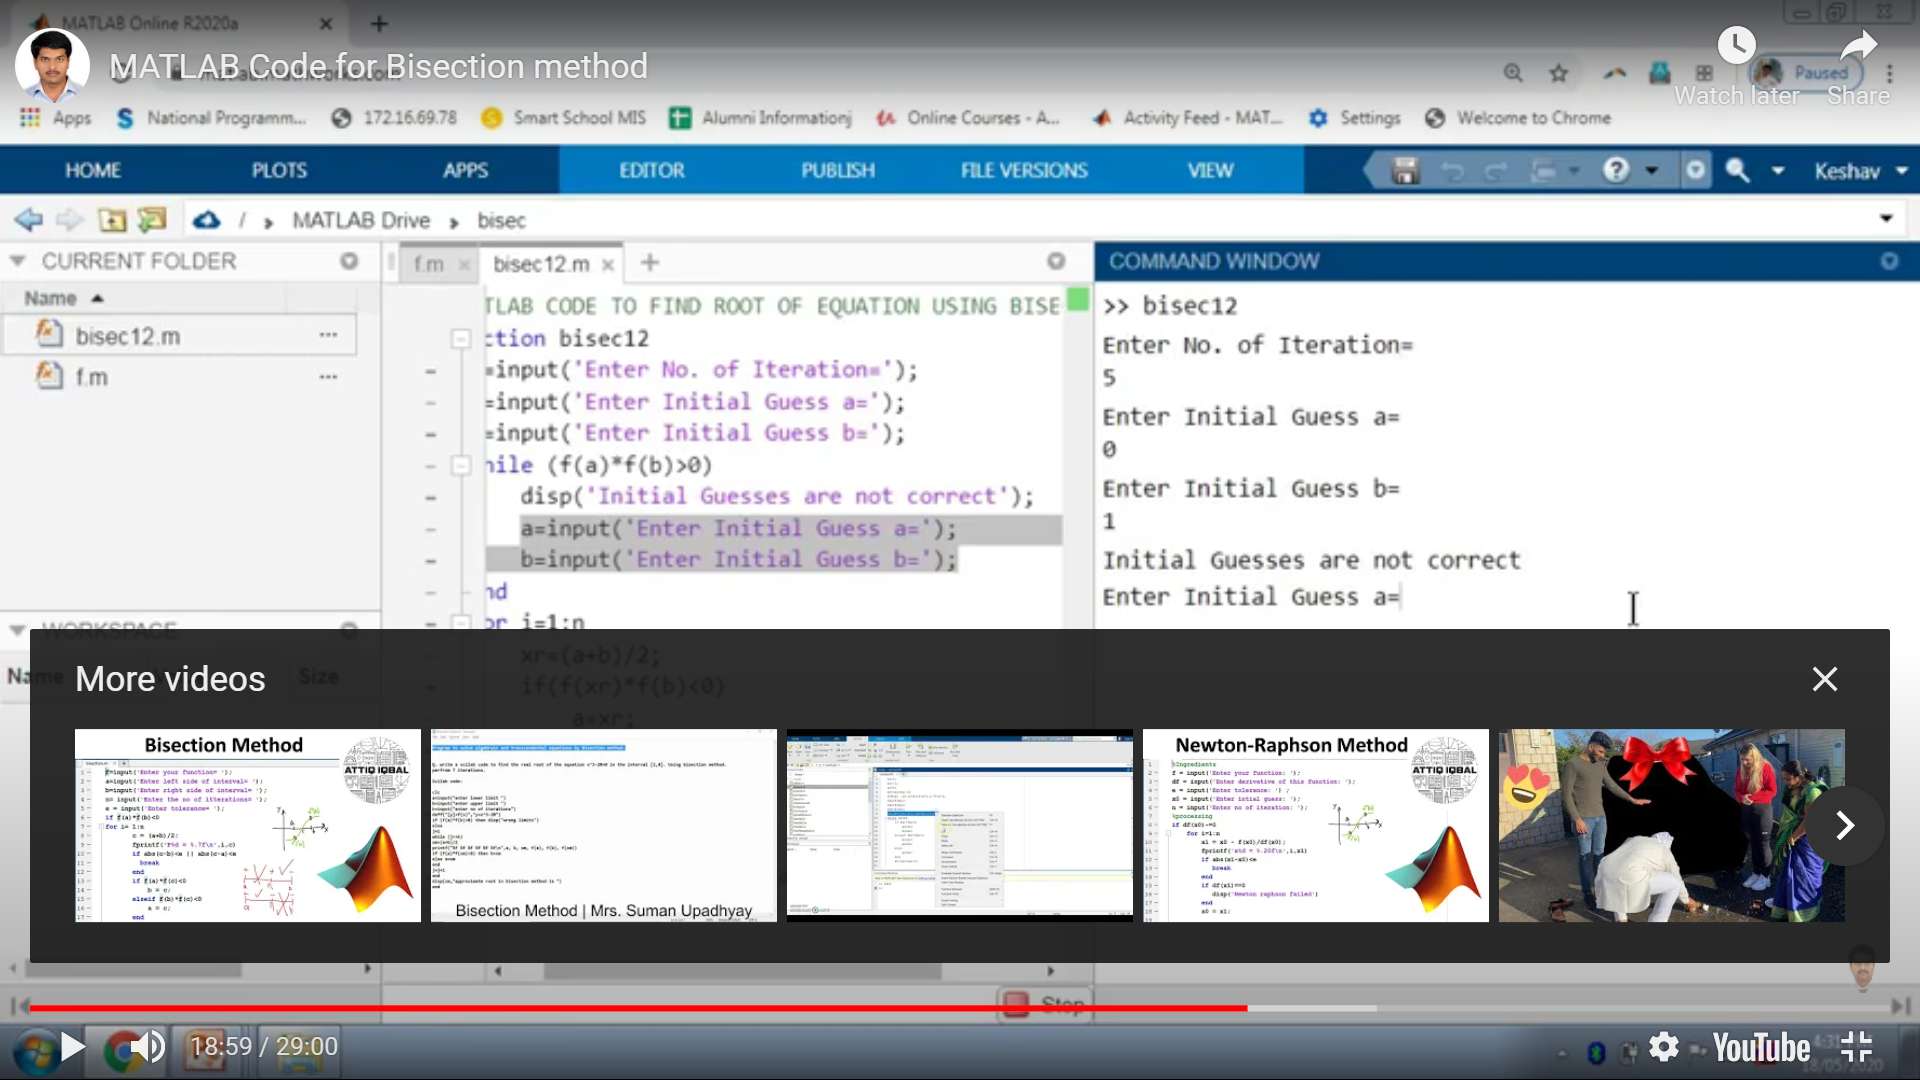 MATLAB Online R2020a
MATLAB Code for Bisection method
Paused
Watch later
Share
Apps
National Programm...
172.16.69.78
Smart School MIS
Alumni Informationj
Online Courses - A...
Activity Feed - MAT...
Settings
Welcome to Chrome
HOME
PLOTS
APPS
EDITOR
PUBLISH
FILE VERSIONS
VIEW
Keshav
/ › MATLAB Drive › bisec
CURRENT FOLDER
Name
bisec12.m
f.m
WORKSPACE
Size
f.m
bisec12.m
TLAB CODE TO FIND ROOT OF EQUATION USING BISE
ction bisec12
=input('Enter No. of Iteration=');
=input('Enter Initial Guess a=');
=input('Enter Initial Guess b=');
hile (f(a)*f(b)>0)
disp('Initial Guesses are not correct');
a=input('Enter Initial Guess a=');
b=input('Enter Initial Guess b=');
nd
or i=1:n
xr=(a+b)/2;
if(f(xr)*f(b)<0)
a=xr;
COMMAND WINDOW
>> bisec12
Enter No. of Iteration=
5
Enter Initial Guess a=
0
Enter Initial Guess b=
1
Initial Guesses are not correct
Enter Initial Guess a=
More videos
Bisection Method
ATTIQ IQBAL
Bisection Method | Mrs. Suman Upadhyay
Newton-Raphson Method
ATTIQ IQBAL
Stop
18:59 / 29:00
YouTube